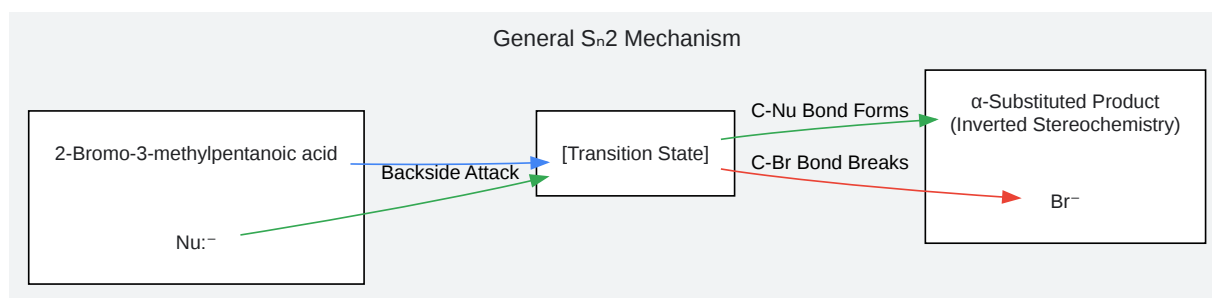 General Sₙ2 Mechanism
2-Bromo-3-methylpentanoic acid
Nu:⁻
Backside Attack
[Transition State]
C-Nu Bond Forms
C-Br Bond Breaks
α-Substituted Product
(Inverted Stereochemistry)
Br⁻